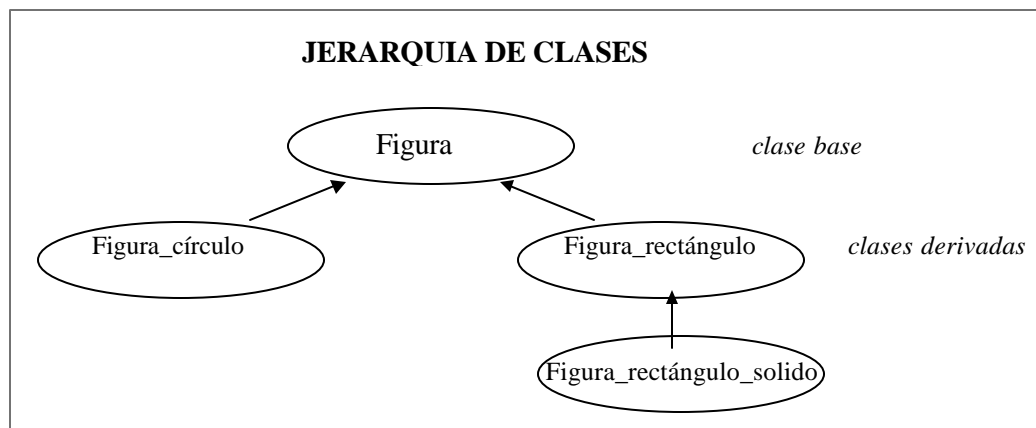 JERARQUIA DE CLASES
Figura
clase base
Figura_círculo
Figura_rectángulo
clases derivadas
Figura_rectángulo_solido